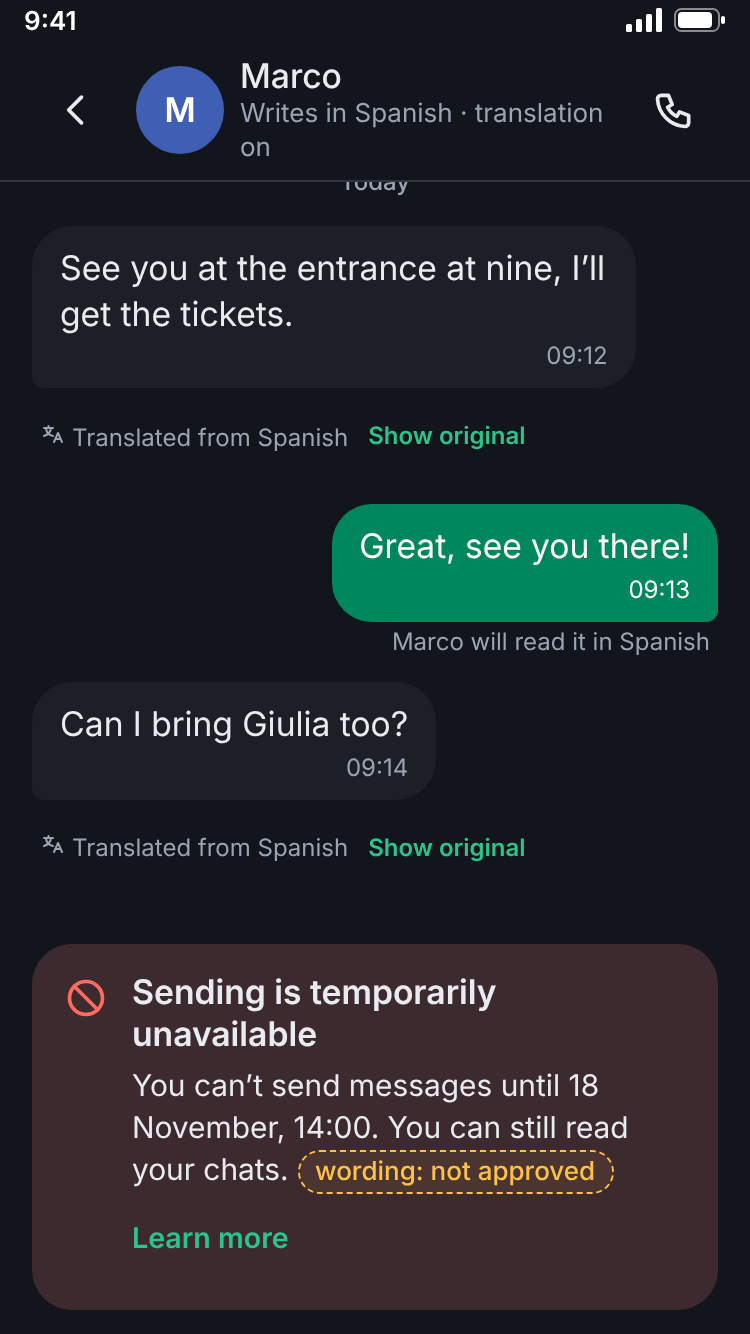 9:41
M
Marco
Writes in Spanish · translation
on
Today
See you at the entrance at nine, I’ll
get the tickets.
09:12
Translated from Spanish Show original
Great, see you there!
09:13
Marco will read it in Spanish
Can I bring Giulia too?
09:14
Translated from Spanish Show original
Sending is temporarily
unavailable
You can’t send messages until 18
November, 14:00. You can still read
your chats. wording: not approved
Learn more